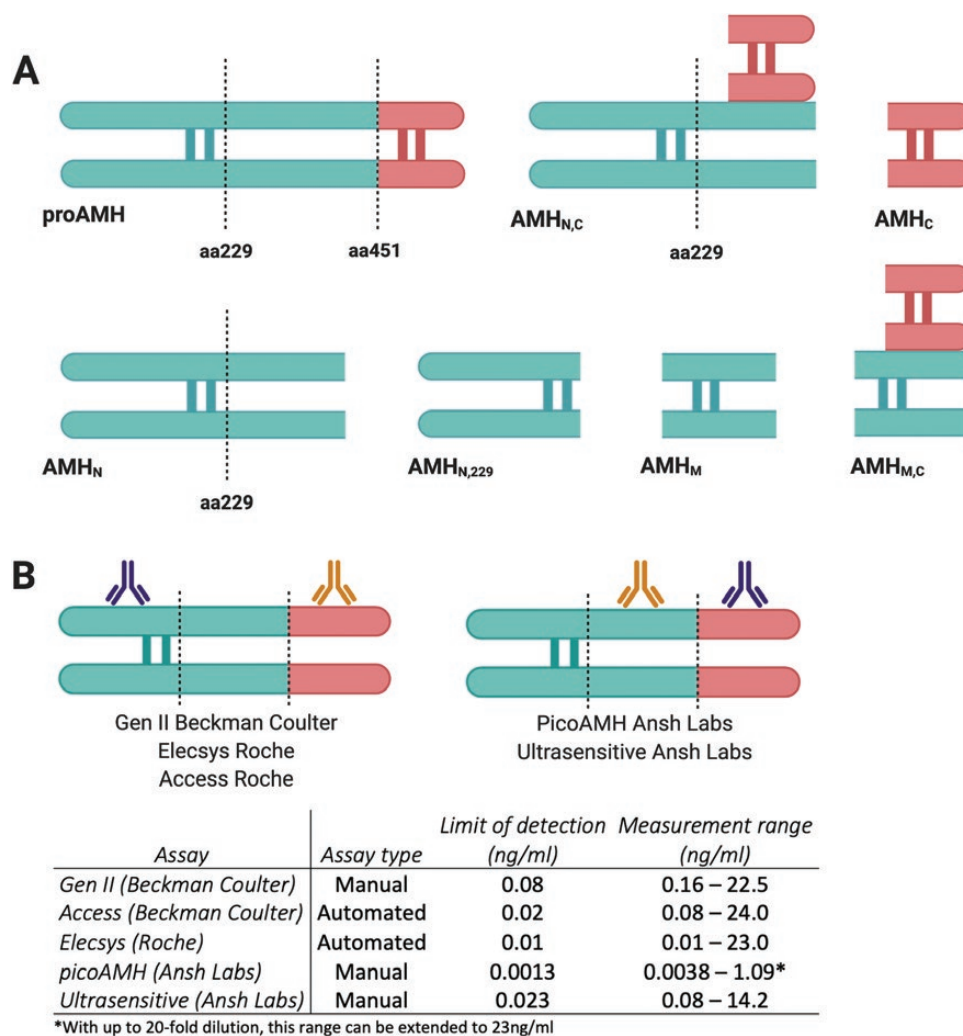 A
proAMH
aa229
aa451
AMHN,C
aa229
AMHC
AMHN
aa229
AMHN,229
AMHM
AMHM,C
B
Gen II Beckman Coulter
Elecsys Roche
Access Roche
PicoAMH Ansh Labs
Ultrasensitive Ansh Labs
Assay Assay type Limit of detection (ng/ml) Measurement range (ng/ml)
Gen II (Beckman Coulter) Manual 0.08 0.16 – 22.5
Access (Beckman Coulter) Automated 0.02 0.08 – 24.0
Elecsys (Roche) Automated 0.01 0.01 – 23.0
picoAMH (Ansh Labs) Manual 0.0013 0.0038 – 1.09*
Ultrasensitive (Ansh Labs) Manual 0.023 0.08 – 14.2
*With up to 20-fold dilution, this range can be extended to 23ng/ml